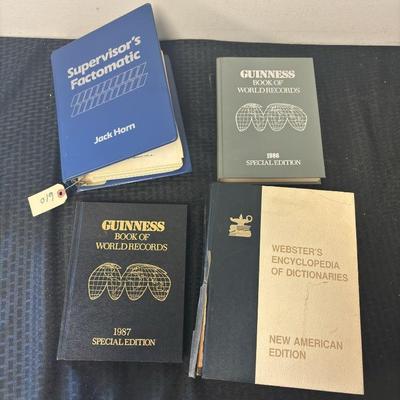 Supervisor's
Factomatic
Jack Horn
GUINNESS
BOOK OF
WORLD RECORDS
1986
SPECIAL EDITION
019
GUINNESS
BOOK OF
WORLD RECORDS
1987
SPECIAL EDITION
WEBSTER'S
ENCYCLOPEDIA
OF DICTIONARIES
NEW AMERICAN
EDITION